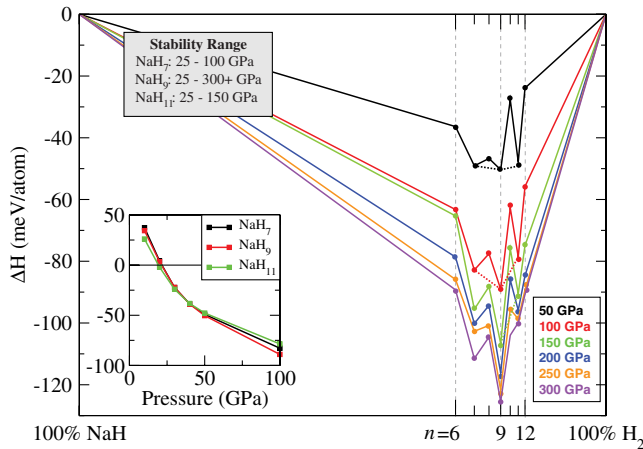 0
-20
-40
-60
-80
-100
-120
ΔH (meV/atom)
Stability Range
NaH₇: 25 - 100 GPa
NaH₉: 25 - 300+ GPa
NaH₁₁: 25 - 150 GPa
50
25
0
-25
-50
-100
NaH₇
NaH₉
NaH₁₁
0 50 100
Pressure (GPa)
50 GPa
100 GPa
150 GPa
200 GPa
250 GPa
300 GPa
100% NaH n=6 9 12 100% H₂